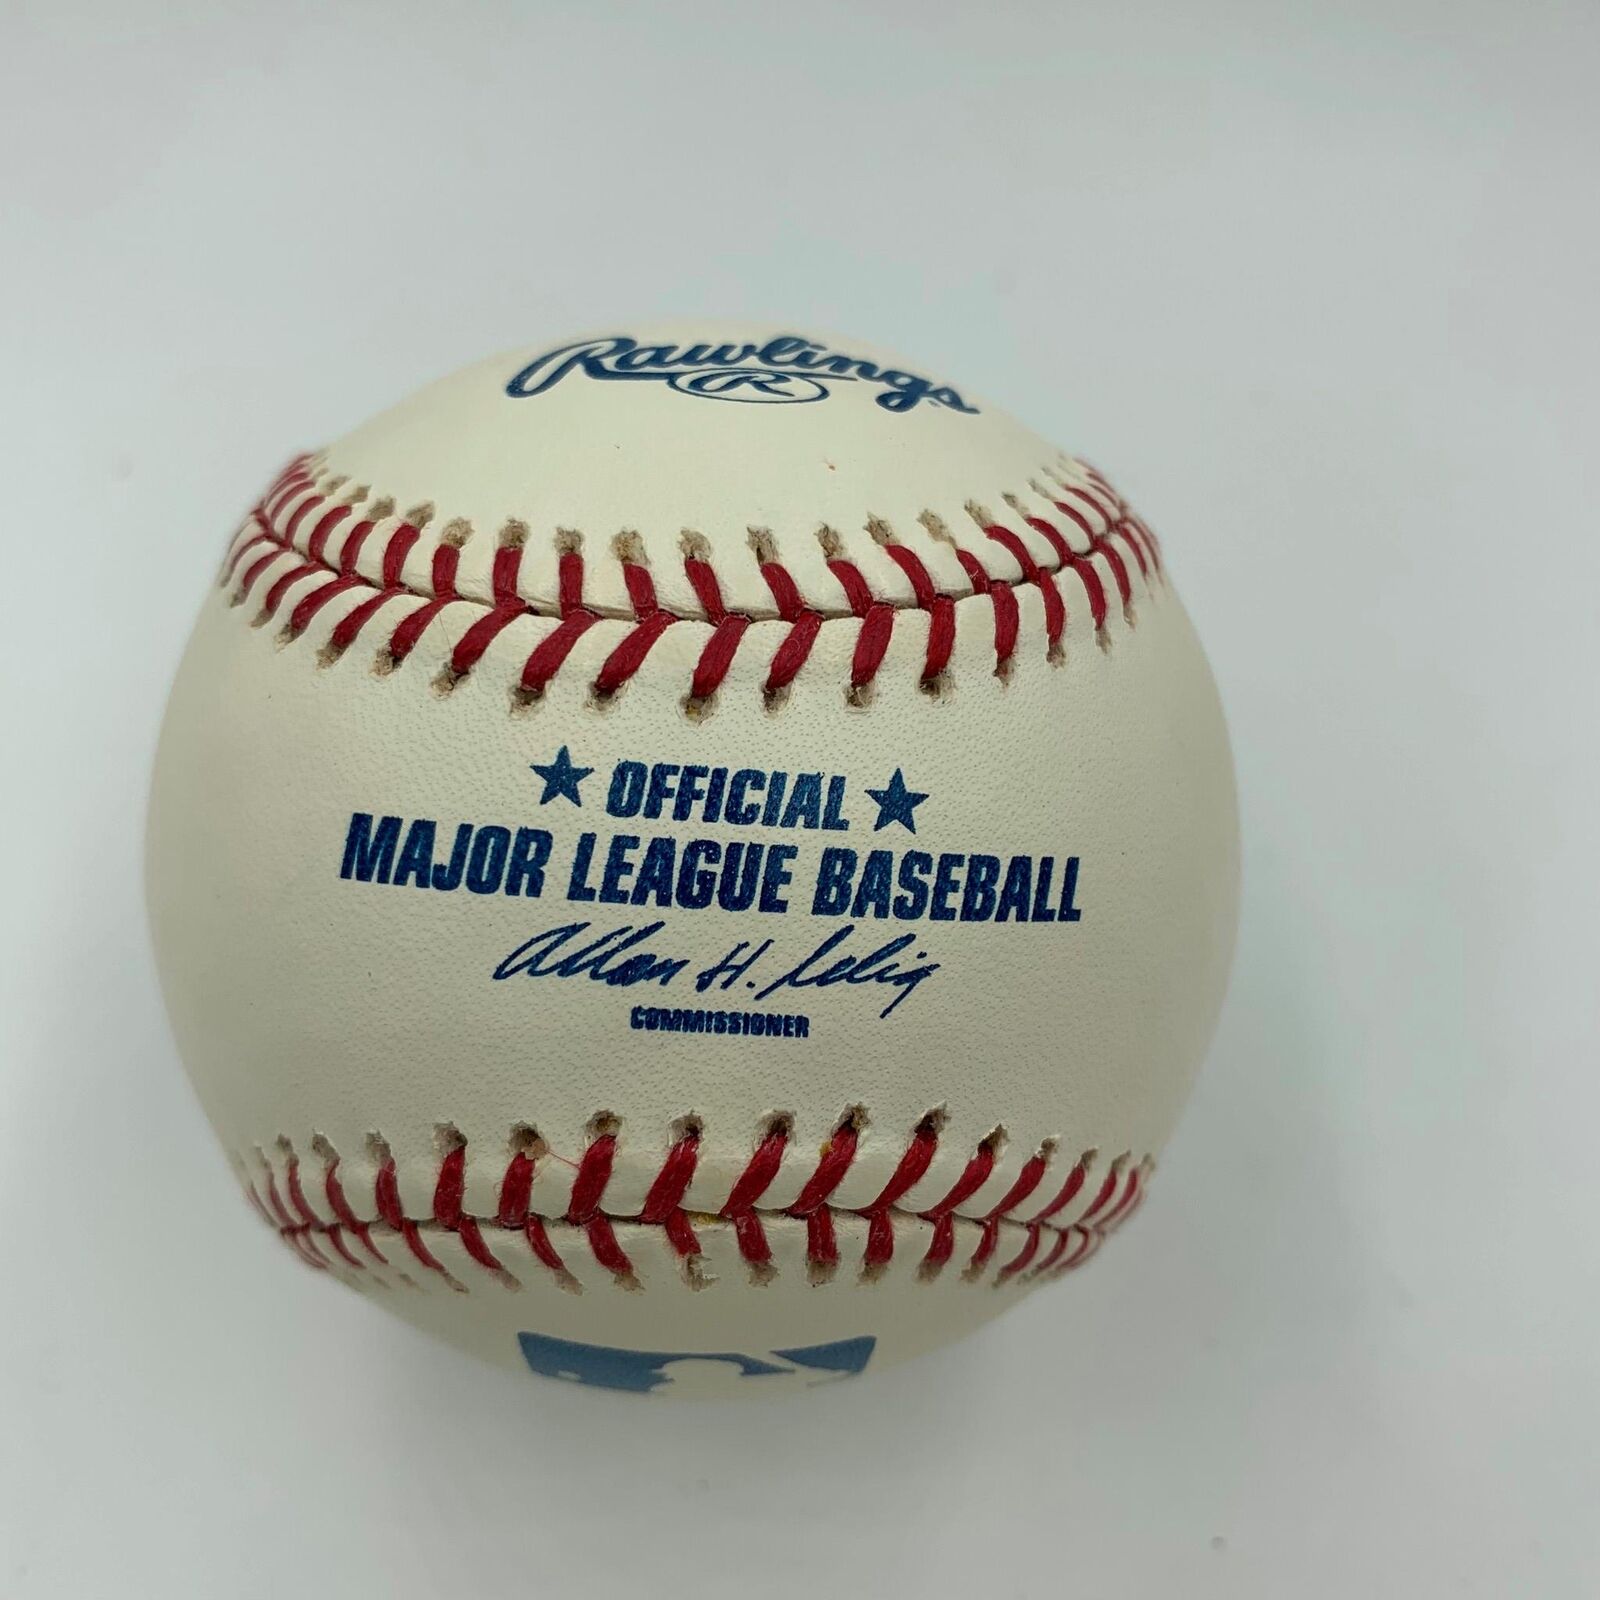 Rawlings
R
★ OFFICIAL ★
MAJOR LEAGUE BASEBALL
Allan H. Selig
COMMISSIONER